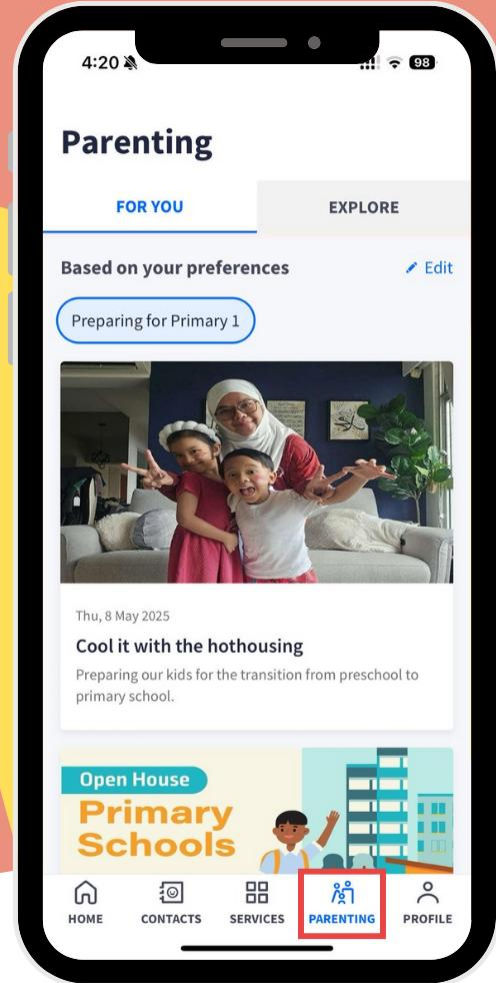 4:20
98
Parenting
FOR YOU
EXPLORE
Based on your preferences
Edit
Preparing for Primary 1
Thu, 8 May 2025
Cool it with the hothousing
Preparing our kids for the transition from preschool to
primary school.
Open House
Primary
Schools
HOME
CONTACTS
SERVICES
PARENTING
PROFILE